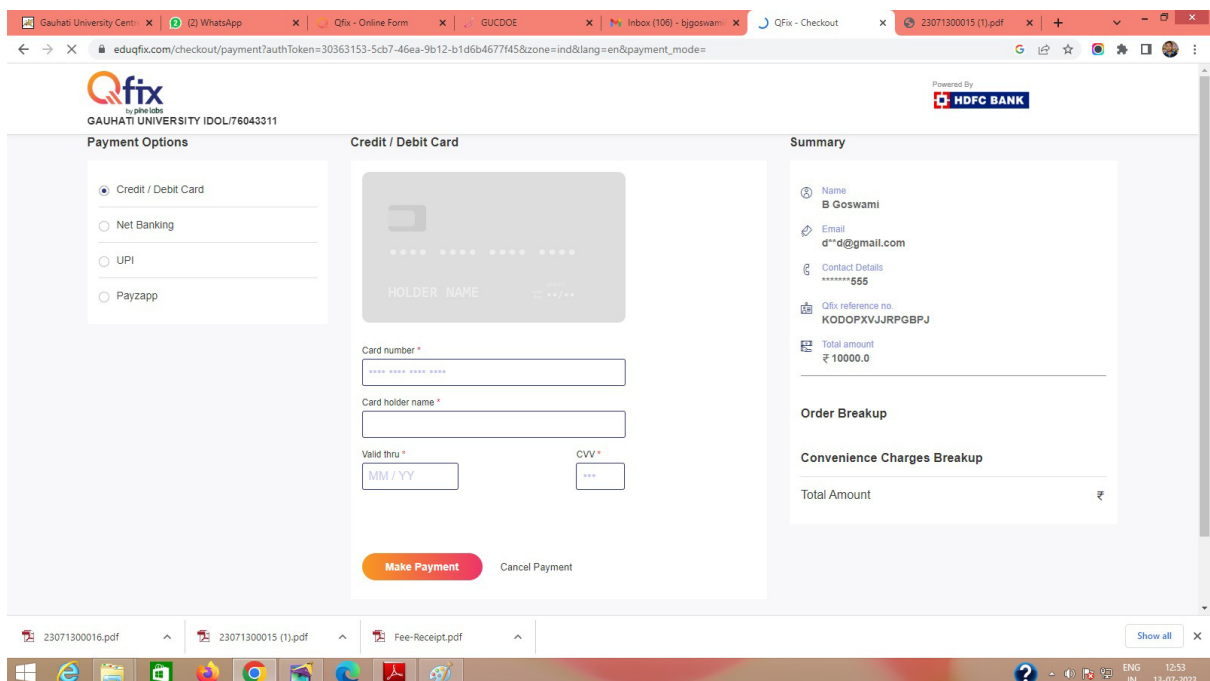 Gauhati University Centr
(2) WhatsApp
Qfix - Online Form
GUCDOE
Inbox (106) - bjgoswami
QFix - Checkout
23071300015 (1).pdf
eduqfix.com/checkout/payment?authToken=30363153-5cb7-46ea-9b12-b1d6b4677f45&zone=ind&lang=en&payment_mode=
Qfix
by pine labs
GAUHATI UNIVERSITY IDOL/76043311
Powered By
HDFC BANK
Payment Options
Credit / Debit Card
Net Banking
UPI
Payzapp
Credit / Debit Card
HOLDER NAME
Card number *
Card holder name *
Valid thru *
CVV *
MM / YY
Make Payment
Cancel Payment
Summary
Name
B Goswami
Email
d**d@gmail.com
Contact Details
*******555
Qfix reference no.
KODOPXVJJRPGBPJ
Total amount
₹ 10000.0
Order Breakup
Convenience Charges Breakup
Total Amount ₹
23071300016.pdf
23071300015 (1).pdf
Fee-Receipt.pdf
Show all
ENG
IN
12:53
13-07-2023